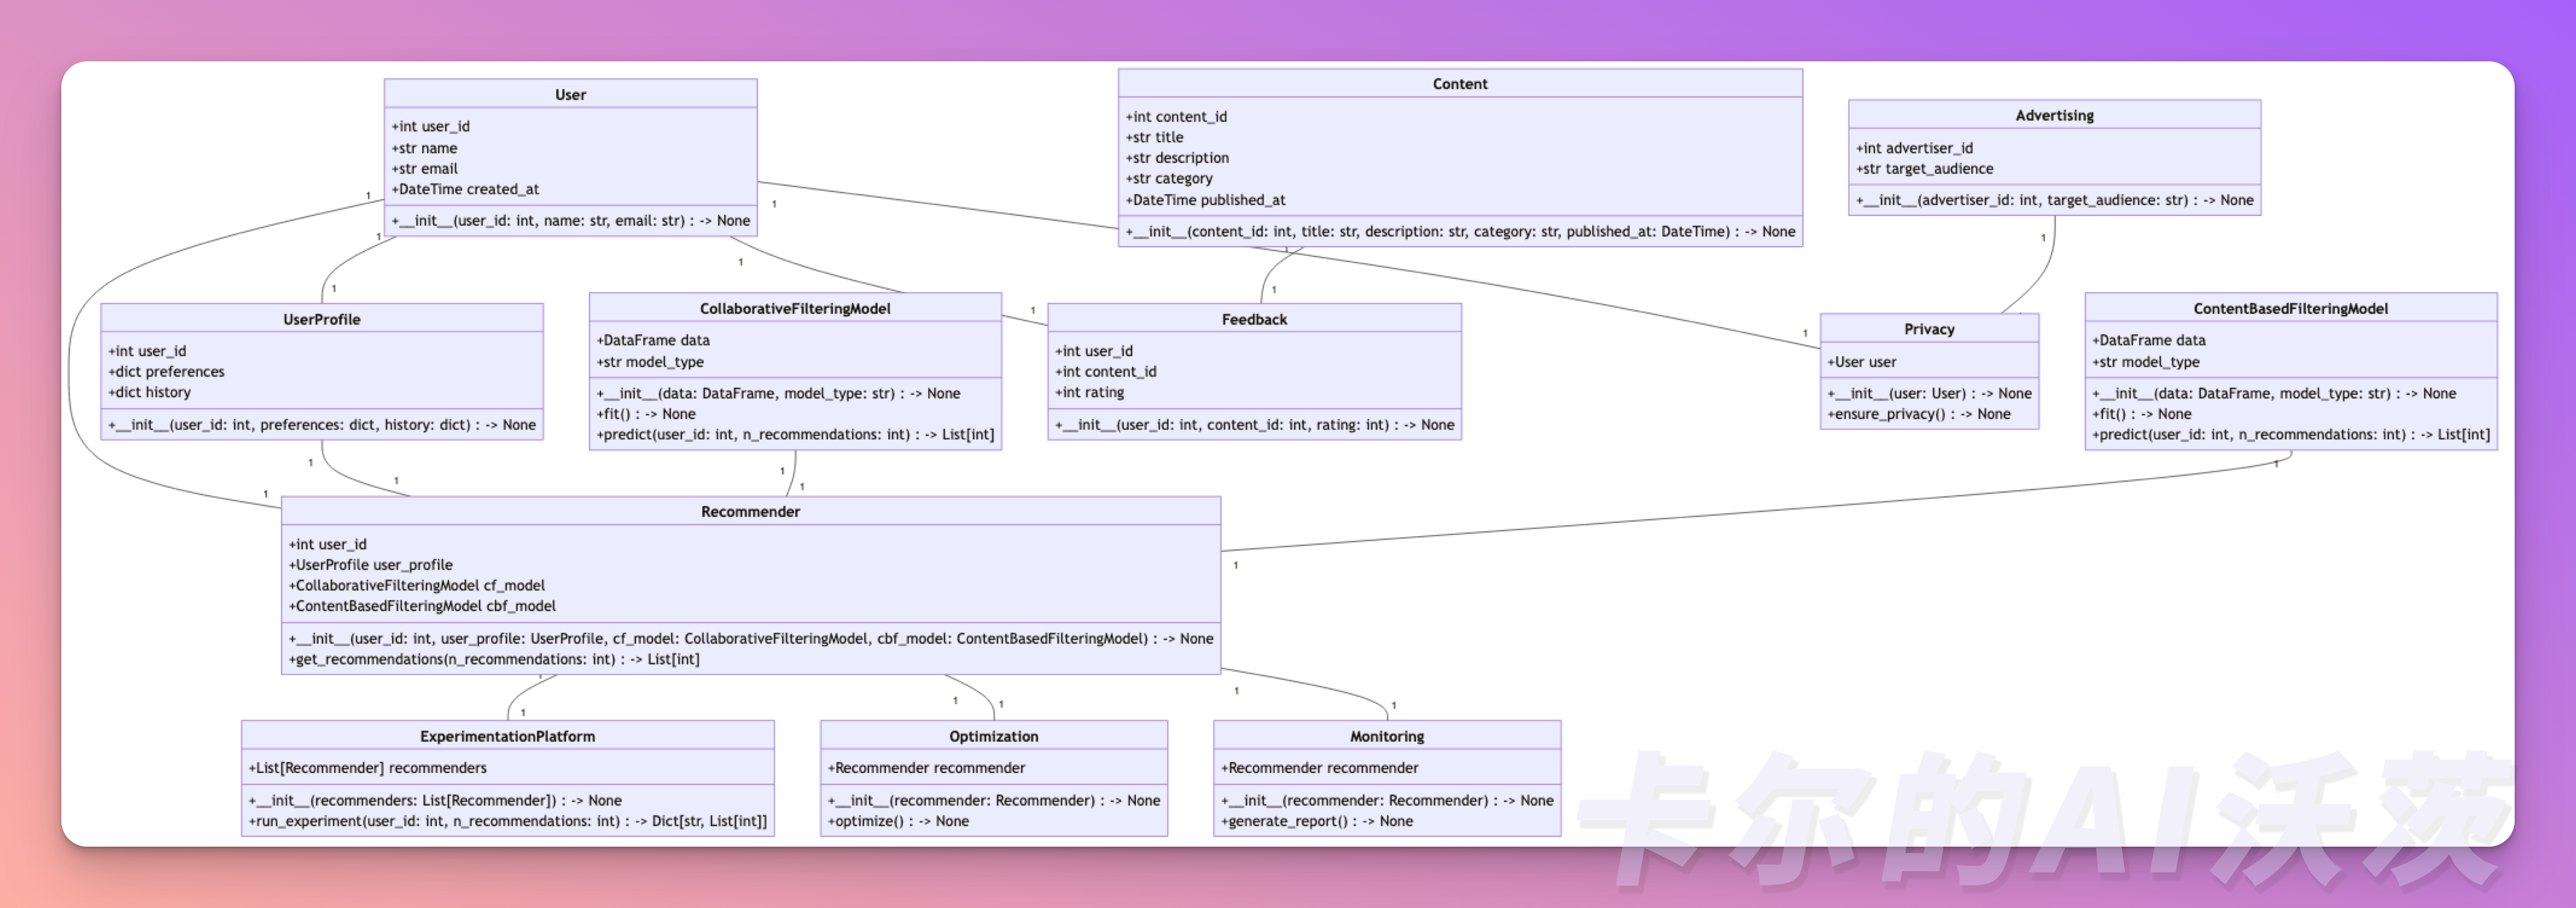 User
+int user_id
+str name
+str email
+DateTime created_at
+__init__(user_id: int, name: str, email: str) : -> None
Content
+int content_id
+str title
+str description
+str category
+DateTime published_at
+__init__(content_id: int, title: str, description: str, category: str, published_at: DateTime) : -> None
Advertising
+int advertiser_id
+str target_audience
+__init__(advertiser_id: int, target_audience: str) : -> None
1
1
1
1
1
1
1
1
1
1
UserProfile
+int user_id
+dict preferences
+dict history
+__init__(user_id: int, preferences: dict, history: dict) : -> None
CollaborativeFilteringModel
+DataFrame data
+str model_type
+__init__(data: DataFrame, model_type: str) : -> None
+fit() : -> None
+predict(user_id: int, n_recommendations: int) : -> List[int]
Feedback
+int user_id
+int content_id
+int rating
+__init__(user_id: int, content_id: int, rating: int) : -> None
Privacy
+User user
+__init__(user: User) : -> None
+ensure_privacy() : -> None
ContentBasedFilteringModel
+DataFrame data
+str model_type
+__init__(data: DataFrame, model_type: str) : -> None
+fit() : -> None
+predict(user_id: int, n_recommendations: int) : -> List[int]
1
1
1
1
1
1
1
Recommender
+int user_id
+UserProfile user_profile
+CollaborativeFilteringModel cf_model
+ContentBasedFilteringModel cbf_model
+__init__(user_id: int, user_profile: UserProfile, cf_model: CollaborativeFilteringModel, cbf_model: ContentBasedFilteringModel) : -> None
+get_recommendations(n_recommendations: int) : -> List[int]
1
1
1
1
1
1
ExperimentationPlatform
+List[Recommender] recommenders
+__init__(recommenders: List[Recommender]) : -> None
+run_experiment(user_id: int, n_recommendations: int) : -> Dict[str, List[int]]
Optimization
+Recommender recommender
+__init__(recommender: Recommender) : -> None
+optimize() : -> None
Monitoring
+Recommender recommender
+__init__(recommender: Recommender) : -> None
+generate_report() : -> None
卡尔的AI沃茨